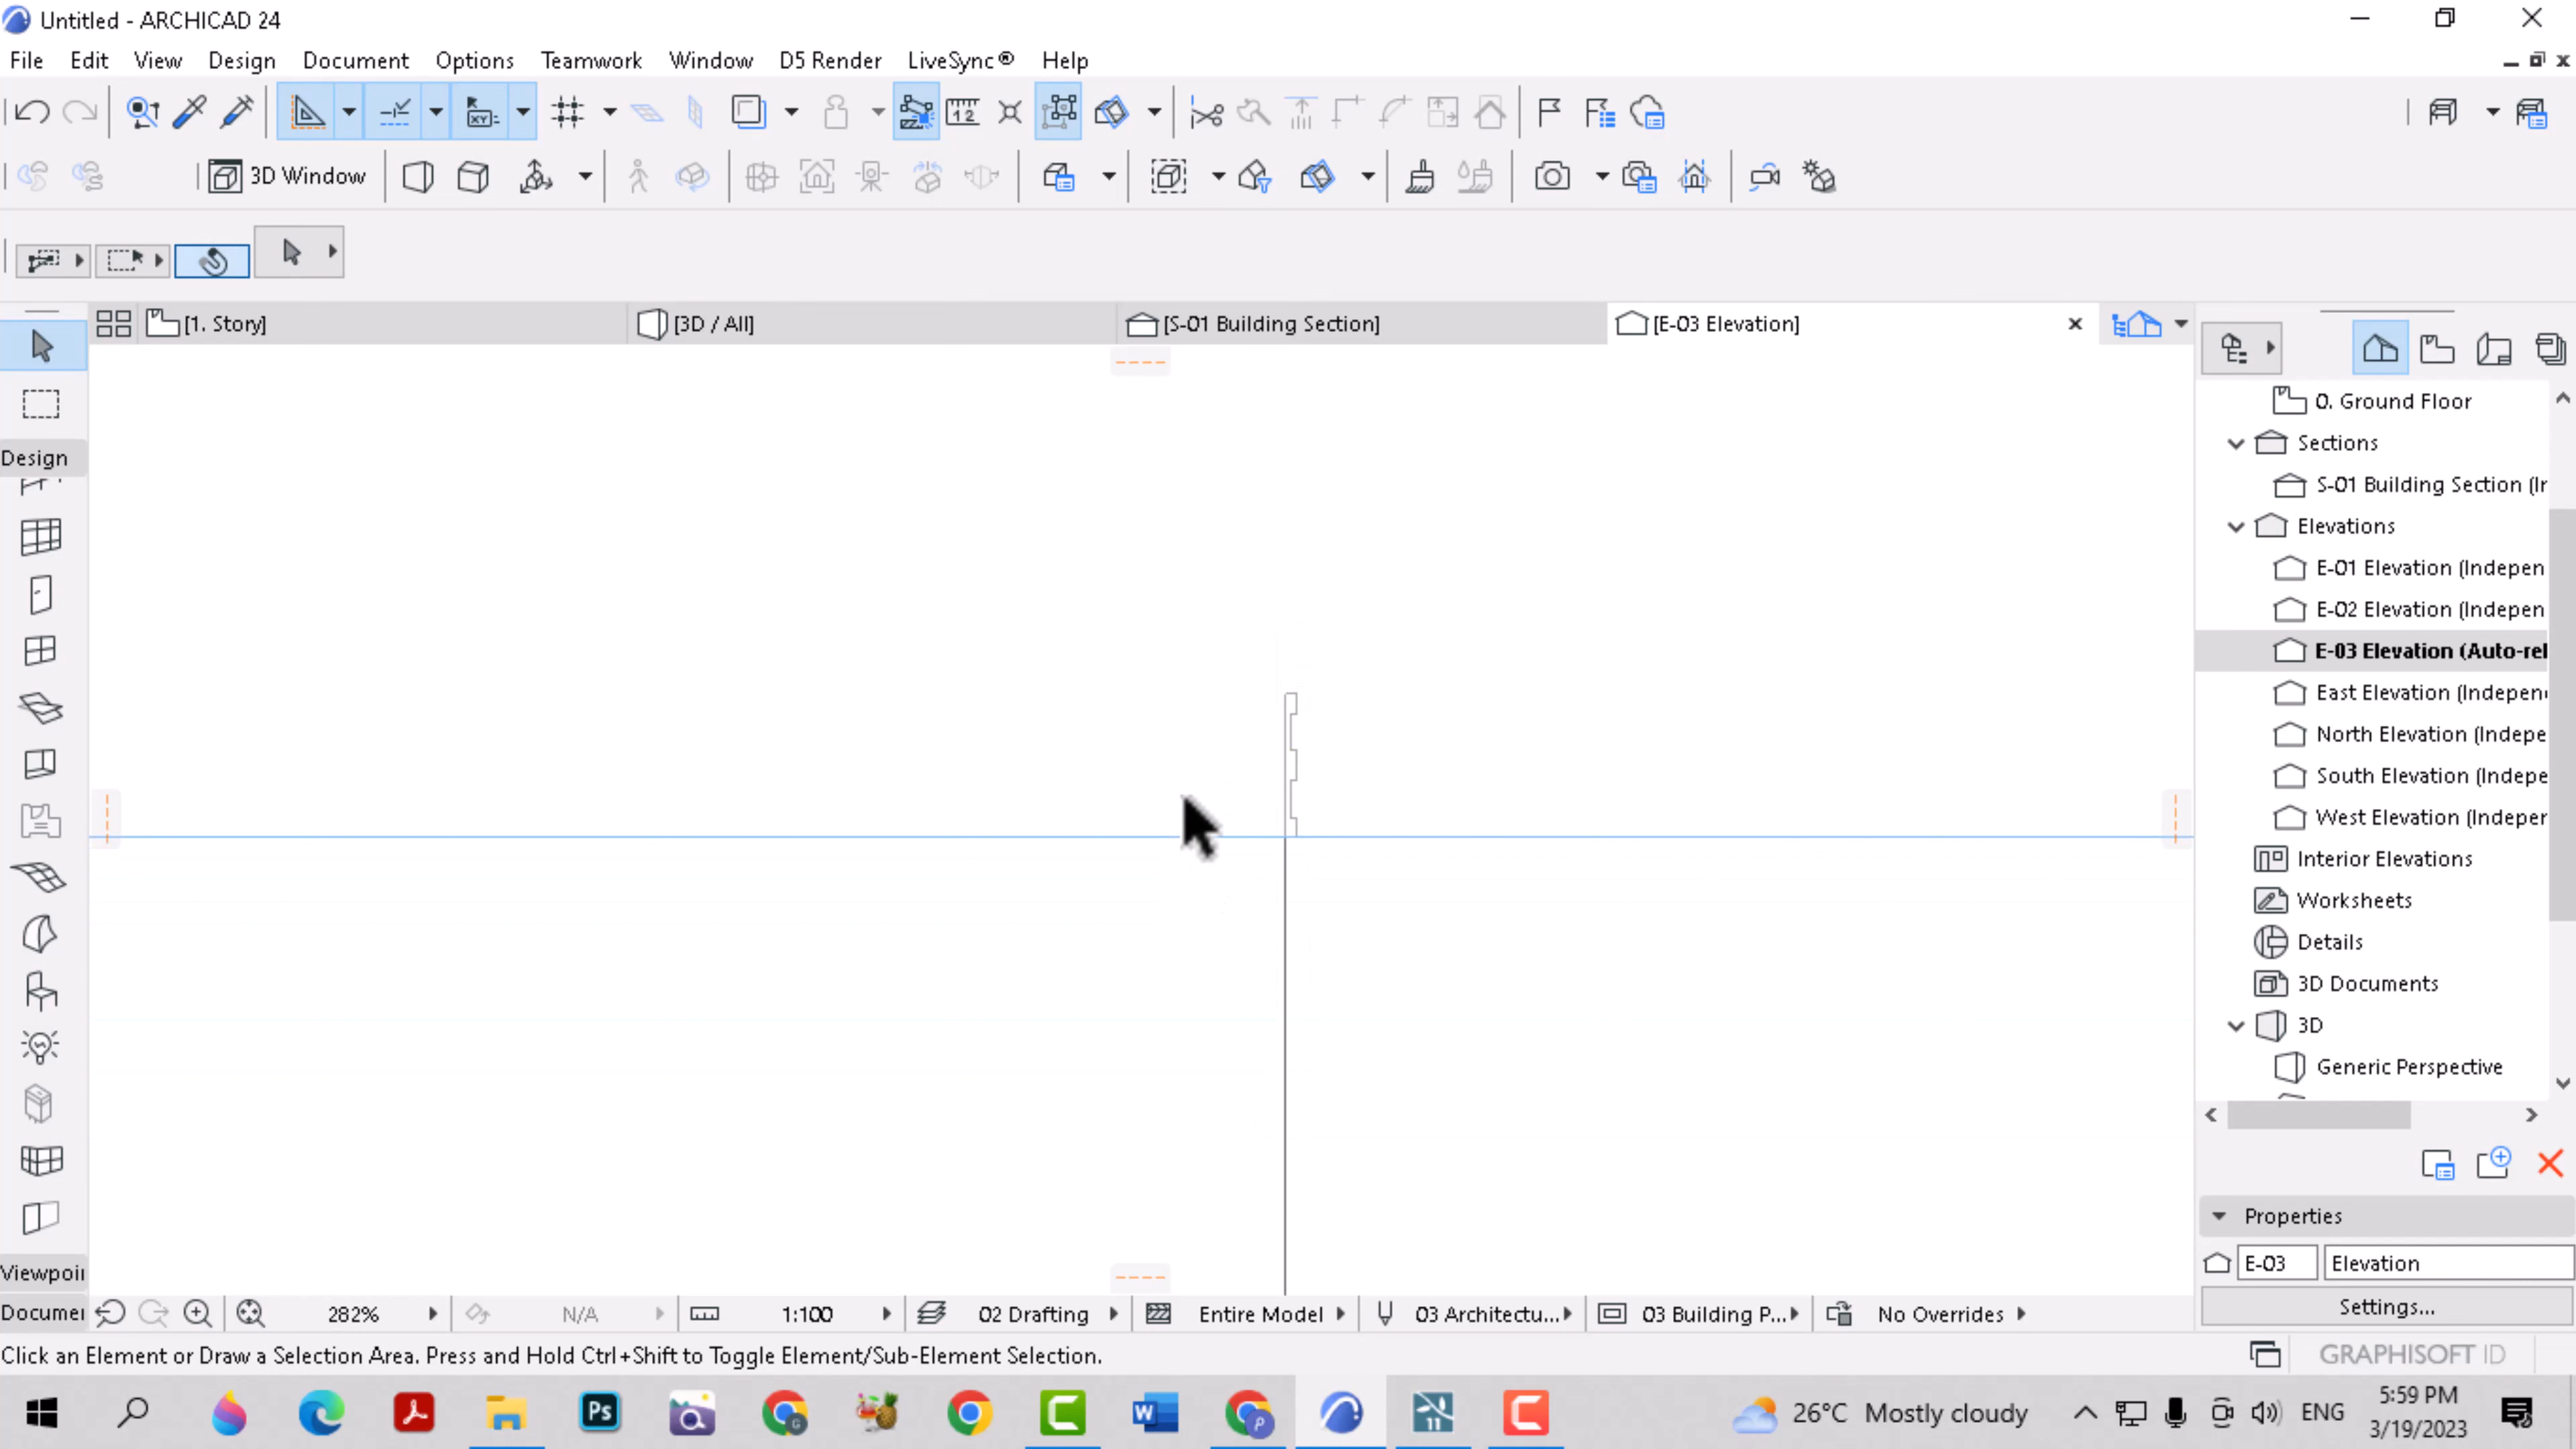 Untitled - ARCHICAD 24
File Edit View Design Document Options Teamwork Window D5 Render LiveSync® Help
3D Window
[1. Story]
[3D / All]
[S-01 Building Section]
[E-03 Elevation]
Design
0. Ground Floor
Sections
S-01 Building Section (Ir
Elevations
E-01 Elevation (Indepen
E-02 Elevation (Indepen
E-03 Elevation (Auto-rel
East Elevation (Indepen
North Elevation (Indepe
South Elevation (Indepe
West Elevation (Indeper
Interior Elevations
Worksheets
Details
3D Documents
3D
Generic Perspective
Properties
E-03 Elevation
Settings...
Viewpoi
Documer
282% N/A 1:100 02 Drafting Entire Model 03 Architectu... 03 Building P... No Overrides
Click an Element or Draw a Selection Area. Press and Hold Ctrl+Shift to Toggle Element/Sub-Element Selection.
GRAPHISOFT ID
26°C Mostly cloudy
ENG
5:59 PM
3/19/2023